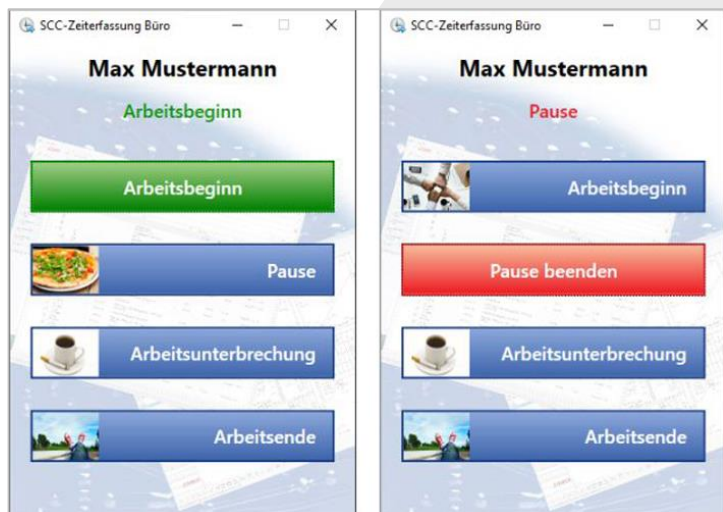 SCC-Zeiterfassung Büro
Max Mustermann
Arbeitsbeginn
Arbeitsbeginn
Pause
Arbeitsunterbrechung
Arbeitsende
SCC-Zeiterfassung Büro
Max Mustermann
Pause
Arbeitsbeginn
Pause beenden
Arbeitsunterbrechung
Arbeitsende